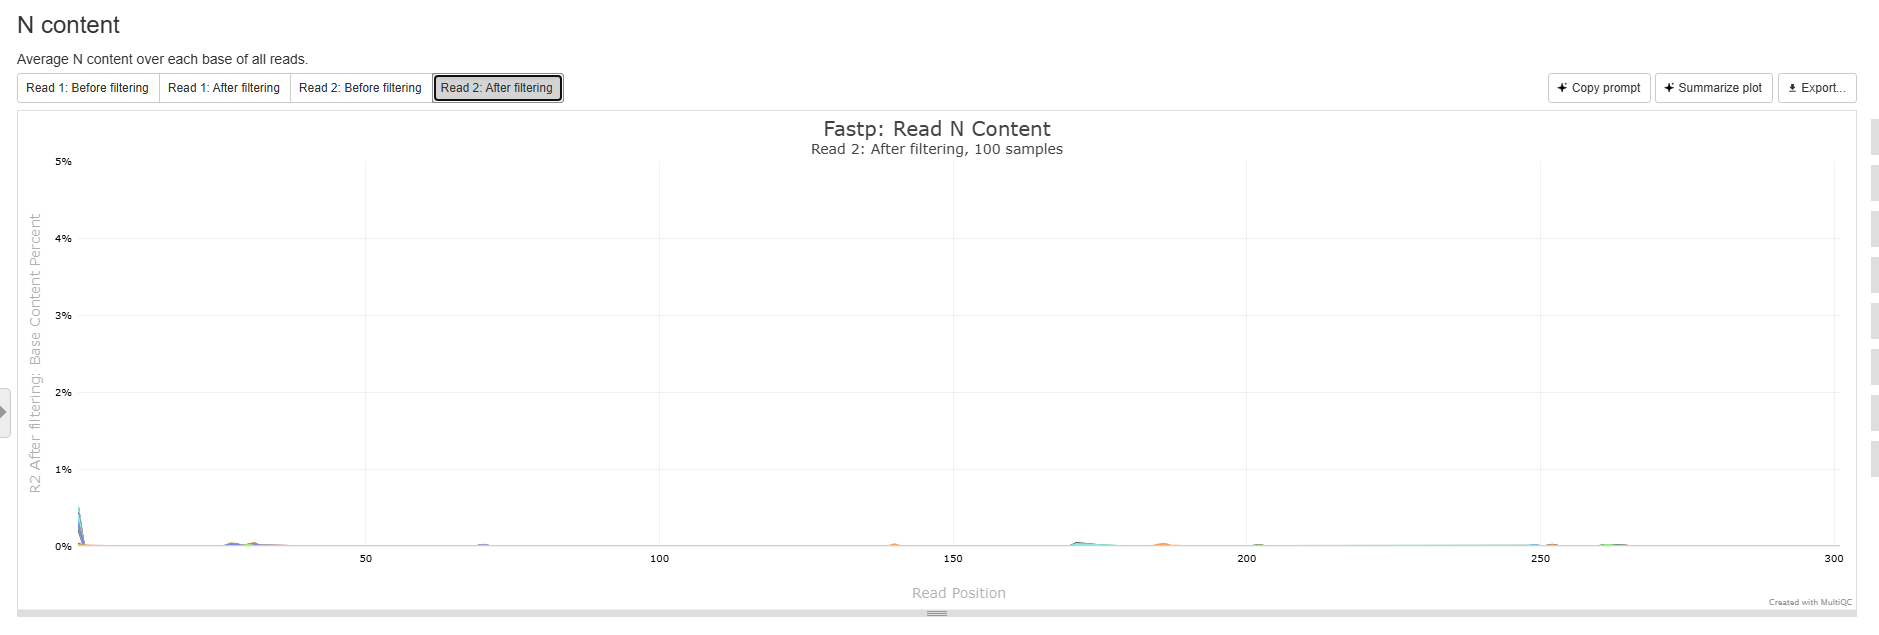 N content
Average N content over each base of all reads.
Read 1: Before filtering
Read 1: After filtering
Read 2: Before filtering
Read 2: After filtering
Copy prompt
Summarize plot
Export...
Fastp: Read N Content
Read 2: After filtering, 100 samples
R2 After filtering: Base Content Percent
5%
4%
3%
2%
1%
0%
50
100
150
200
250
300
Read Position
Created with MultiQC